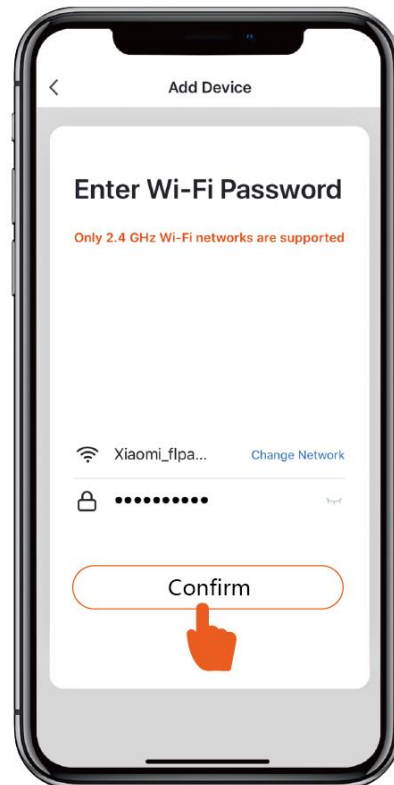 Add Device
Enter Wi-Fi Password
Only 2.4 GHz Wi-Fi networks are supported
Xiaomi_flpa... Change Network
••••••••••
Confirm